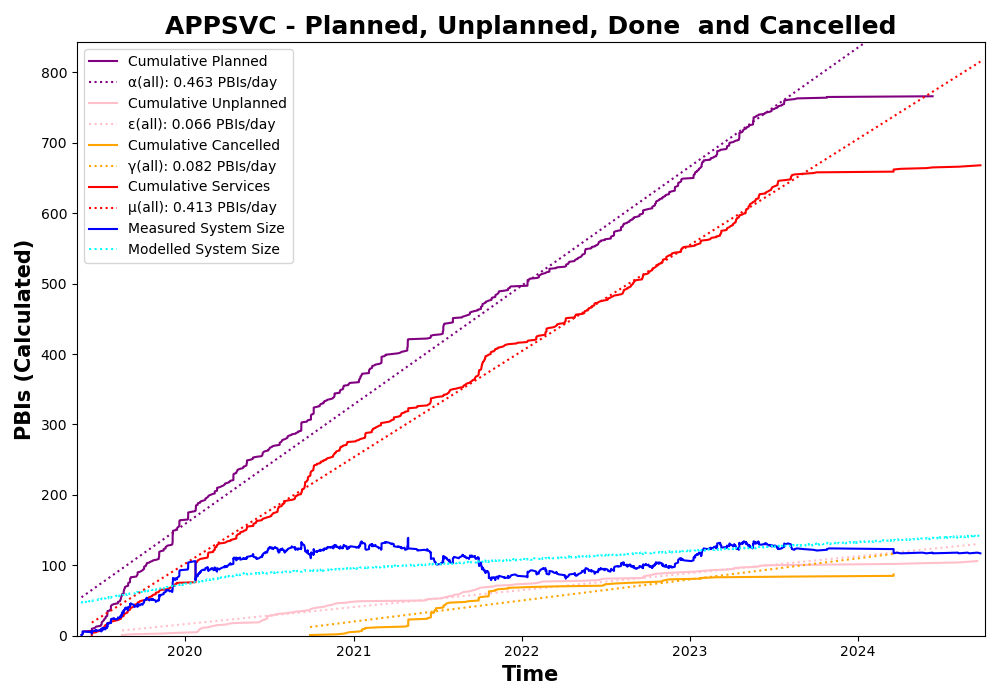 APPSVC - Planned, Unplanned, Done  and Cancelled
Cumulative Planned
α(all): 0.463 PBIs/day
Cumulative Unplanned
ε(all): 0.066 PBIs/day
Cumulative Cancelled
γ(all): 0.082 PBIs/day
Cumulative Services
μ(all): 0.413 PBIs/day
Measured System Size
Modelled System Size
PBIs (Calculated)
800
700
600
500
400
300
200
100
0
2020 2021 2022 2023 2024
Time